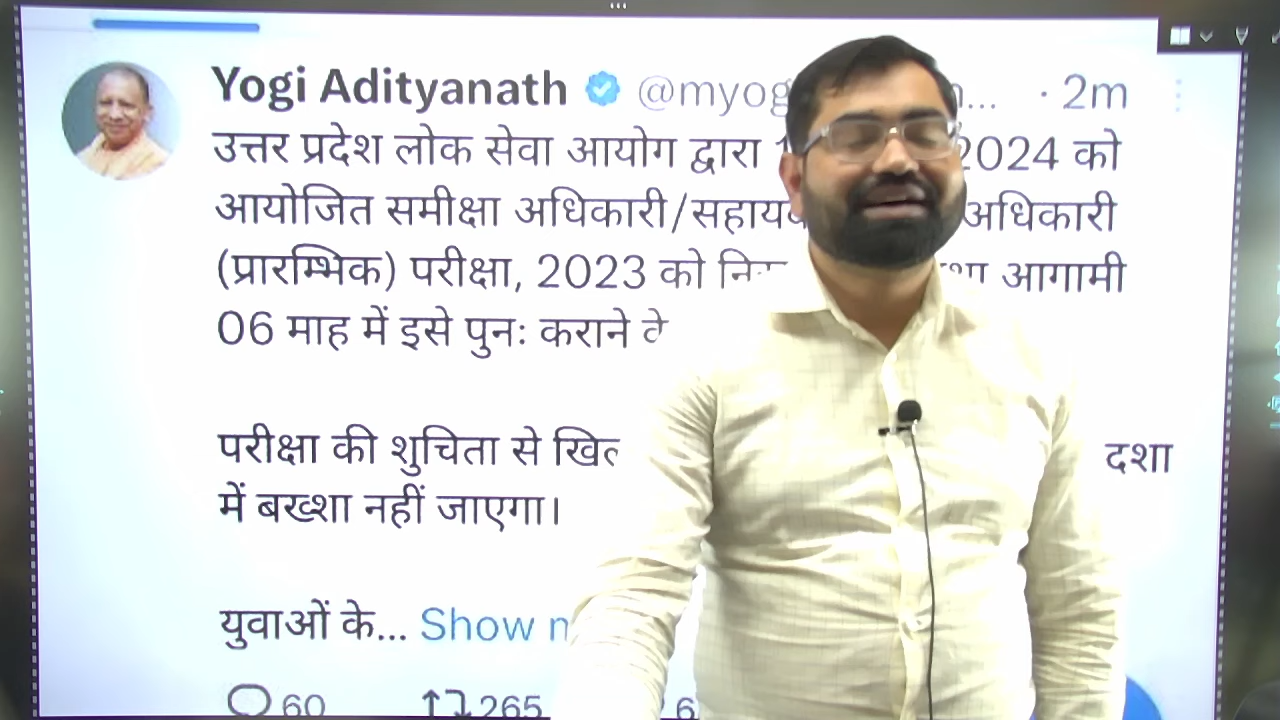 Yogi Adityanath @myog n... · 2m
उत्तर प्रदेश लोक सेवा आयोग द्वारा 2024 को
आयोजित समीक्षा अधिकारी/सहायक अधिकारी
(प्रारम्भिक) परीक्षा, 2023 को आगामी
06 माह में इसे पुनः कराने के
परीक्षा की शुचिता से दशा
में बख्शा नहीं जाएगा।
युवाओं के... Show
60 265 6